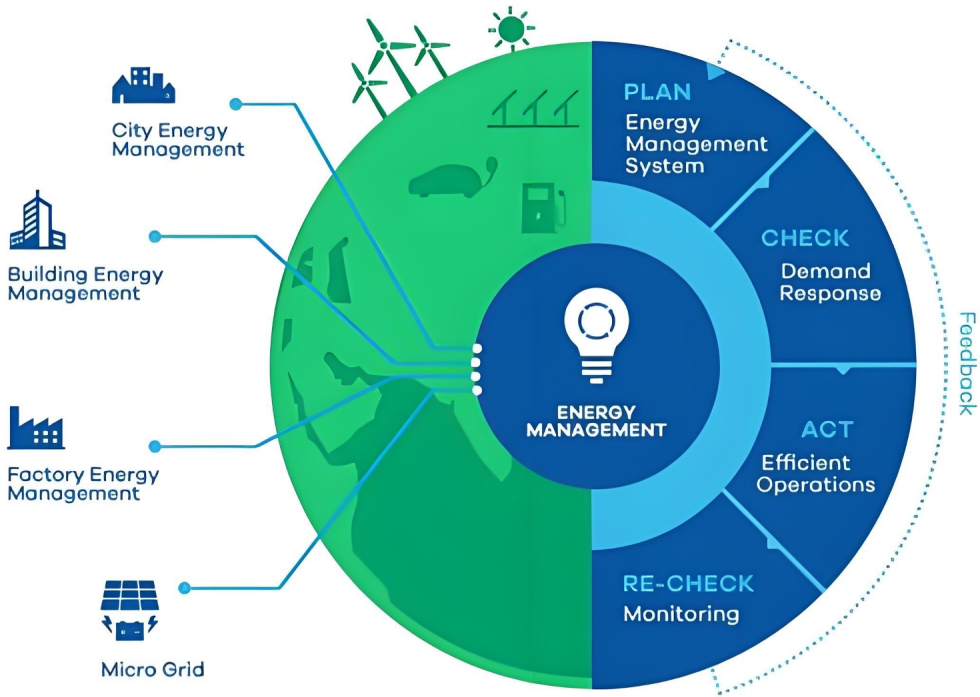 City Energy
Management
Building Energy
Management
Factory Energy
Management
Micro Grid
ENERGY
MANAGEMENT
PLAN
Energy
Management
System
CHECK
Demand
Response
ACT
Efficient
Operations
RE-CHECK
Monitoring
Feedback